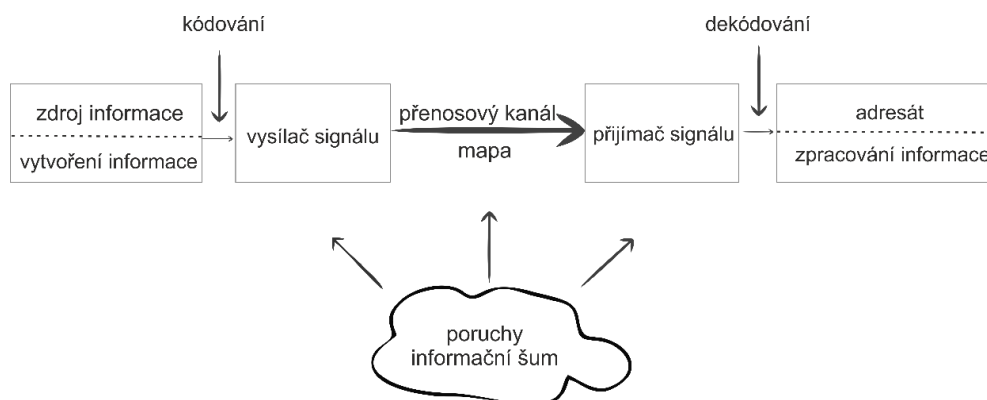 kódování
dekódování
zdroj informace
vytvoření informace
vysílač signálu
přenosový kanál
mapa
přijímač signálu
adresát
zpracování informace
poruchy
informační šum